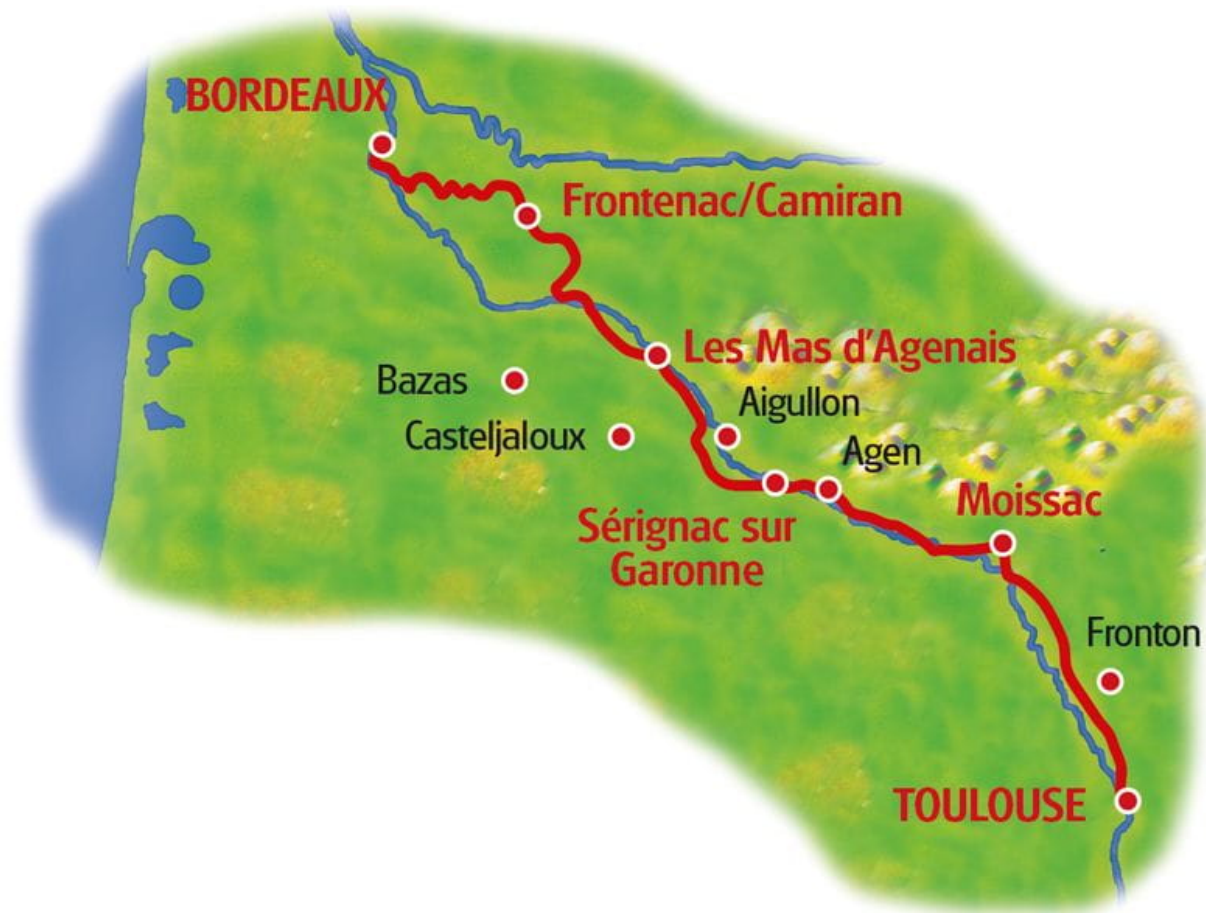 BORDEAUX
Frontenac/Camiran
Les Mas d'Agenais
Bazas
Aigullon
Casteljaloux
Agen
Moissac
Sérignac sur
Garonne
Fronton
TOULOUSE